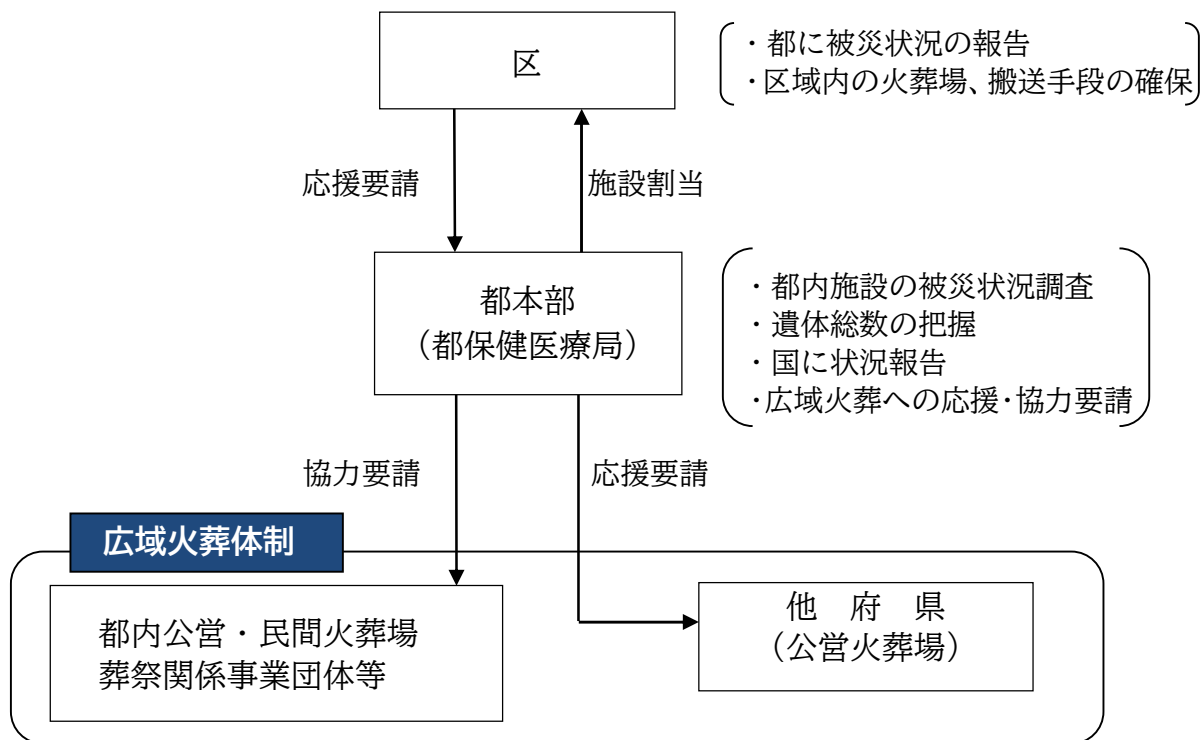 区
・都に被災状況の報告
・区域内の火葬場、搬送手段の確保
応援要請
施設割当
都本部
（都保健医療局）
・都内施設の被災状況調査
・遺体総数の把握
・国に状況報告
・広域火葬への応援・協力要請
協力要請
応援要請
広域火葬体制
都内公営・民間火葬場
葬祭関係事業団体等
他　府　県
（公営火葬場）